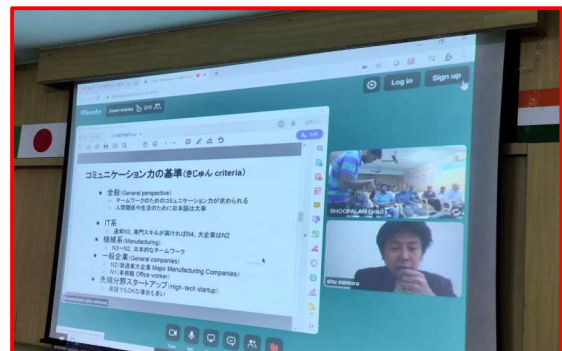 Log in
Sign up
Whereby
コミュニケーション力の基準(きじゅん criteria)
● 全般(General perspective)
チームワークのためのコミュニケーション力が求められる
人間関係や生活のために日本語は大事
● IT系
通常N3、専門スキルが高ければN4、大企業はN2
● 機械系(Manufacturing)
N3～N2、日本的なチームワーク
● 一般企業(General companies)
N2:製造業大企業 Major Manufacturing Companies)
N1:(事務職 Office worker)
● 先端分野スタートアップ(High-tech startup)
英語でもOKな場合も多い
BHOOPALAN (you)
sho mimura